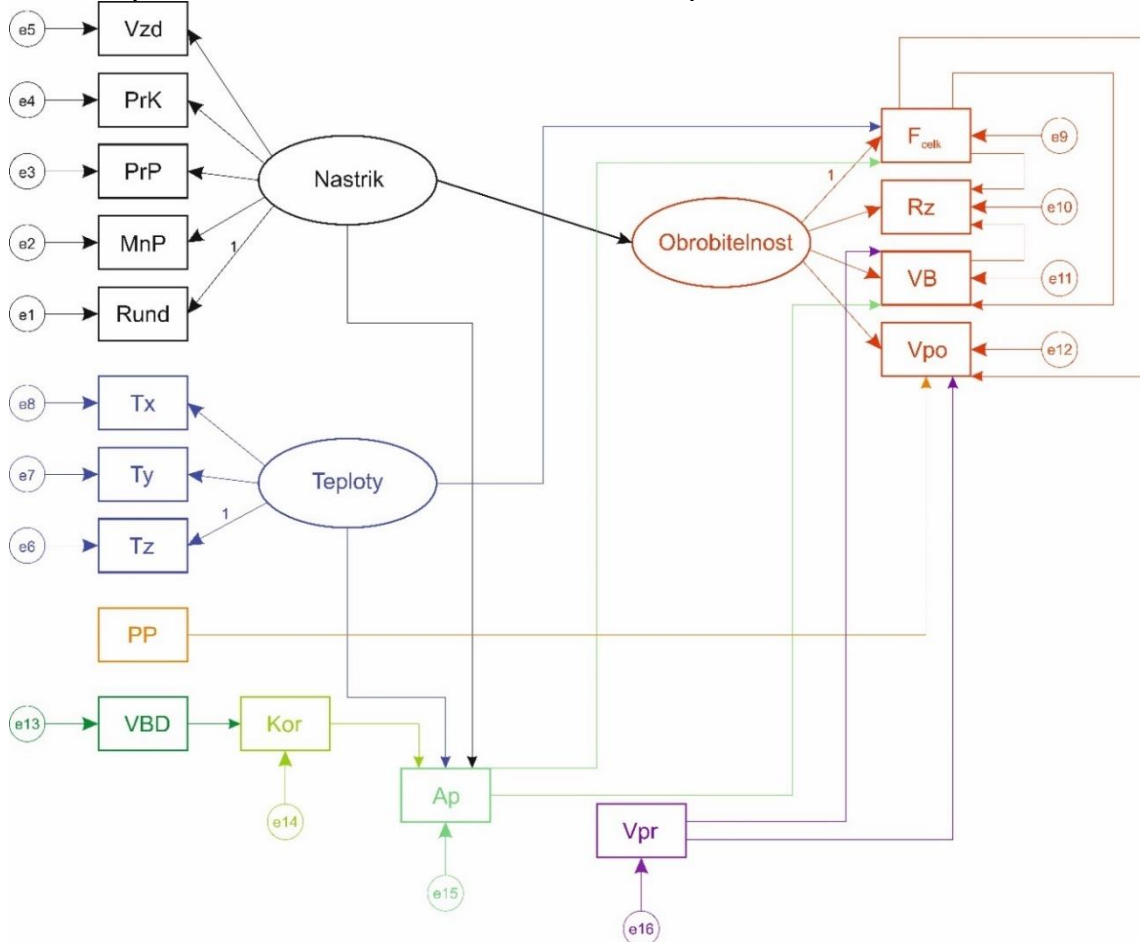 e5
Vzd
e4
PrK
e3
PrP
e2
MnP
e1
Rund
1
Nastrik
Obrobitelnost
1
F celk
e9
Rz
e10
VB
e11
Vpo
e12
e8
Tx
e7
Ty
e6
Tz
1
Teploty
PP
e13
VBD
Kor
e14
Ap
e15
Vpr
e16